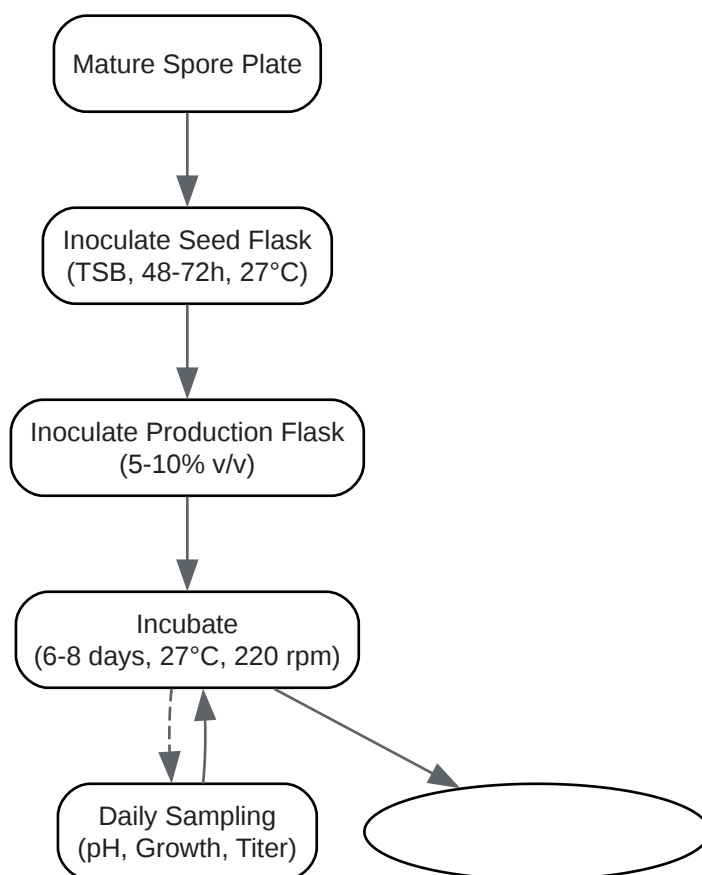 Mature Spore Plate
Inoculate Seed Flask
(TSB, 48-72h, 27°C)
Inoculate Production Flask
(5-10% v/v)
Incubate
(6-8 days, 27°C, 220 rpm)
Daily Sampling
(pH, Growth, Titer)